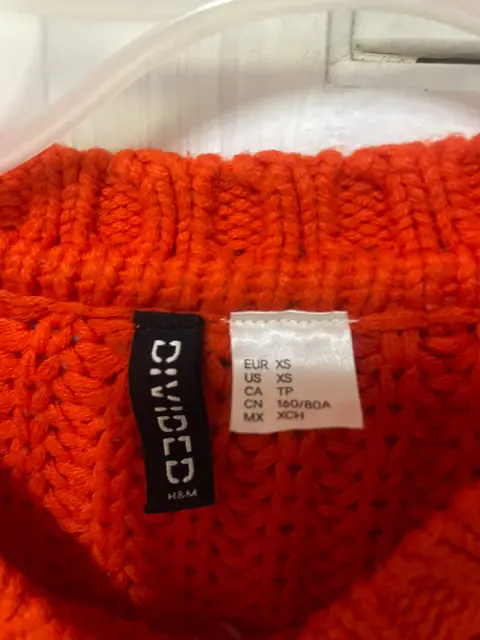 DIVIDED
H&M
EUR XS
US XS
CA TP
CN 160/80A
MX XCH